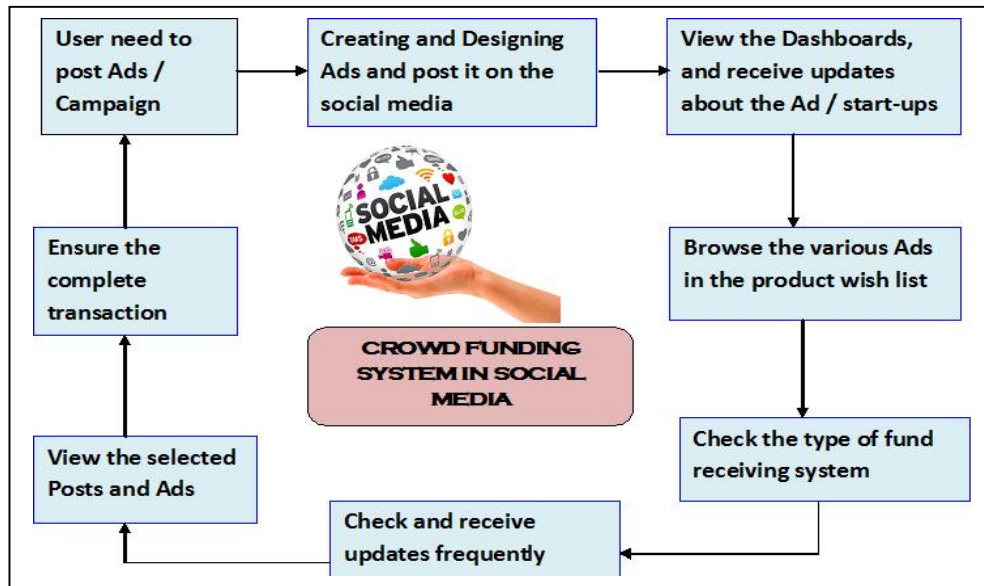 User need to
post Ads /
Campaign
Creating and Designing
Ads and post it on the
social media
View the Dashboards,
and receive updates
about the Ad / start-ups
Browse the various Ads
in the product wish list
Check the type of fund
receiving system
Check and receive
updates frequently
View the selected
Posts and Ads
Ensure the
complete
transaction
SOCIAL
MEDIA
CROWD FUNDING
SYSTEM IN SOCIAL
MEDIA